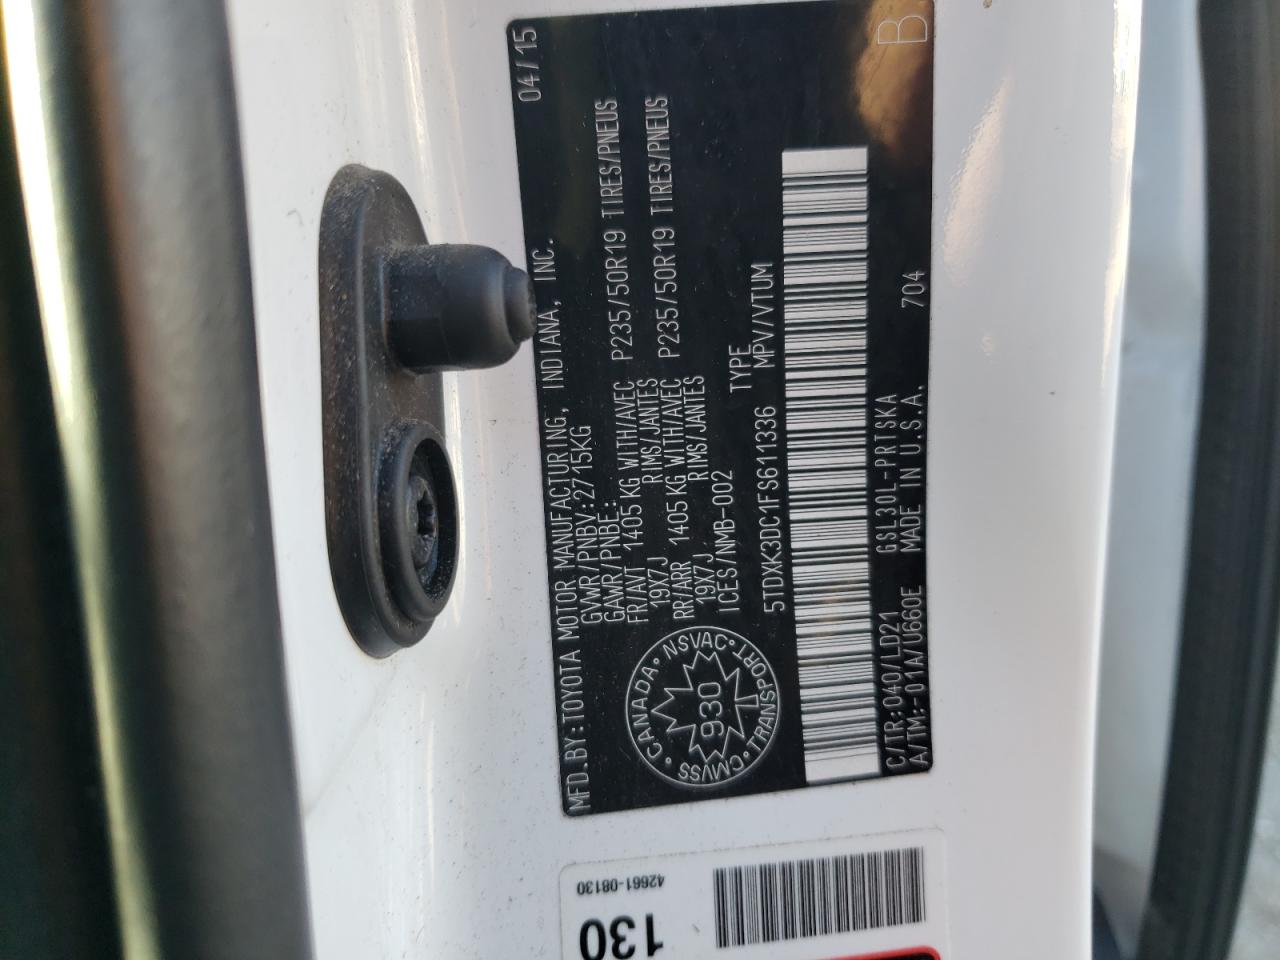 MFD.BY:TOYOTA MOTOR MANUFACTURING, INDIANA, INC. 04/15
GVWR/PNBV:2715KG
GAWR/PNBE:
FR/AVT 1405 KG WITH/AVEC P235/50R19 TIRES/PNEUS
19X7J RIMS/JANTES
RR/ARR 1405 KG WITH/AVEC P235/50R19 TIRES/PNEUS
19X7J RIMS/JANTES
ICES/NMB-002
5TDXK3DC1FS611336 TYPE MPV/VTUM
CANADA • NSVAC • TRANSPORT • CMVSS
930
C/TR:040/LD21 GSL30L-PRTSKA
A/TM:-01A/U660E MADE IN U.S.A. 704 B
42661-08130
130